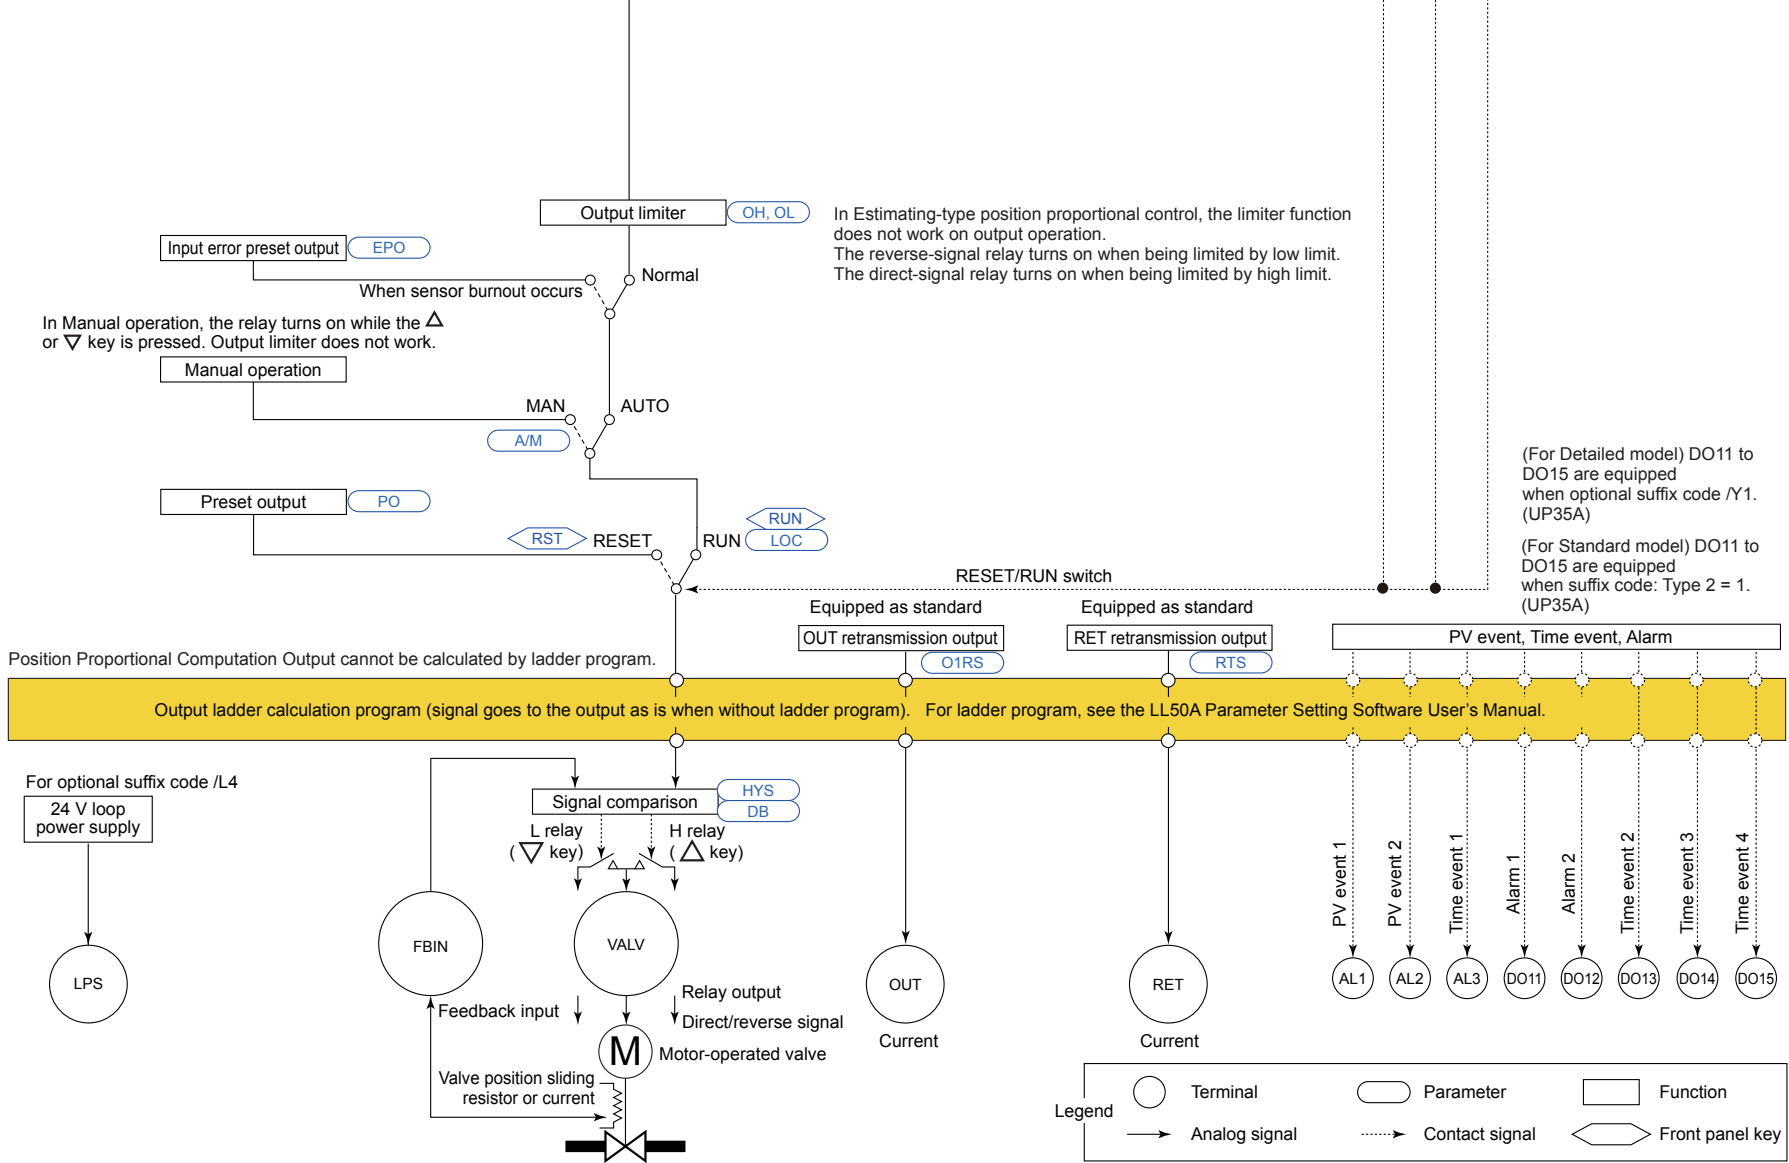 Output limiter
OH, OL
In Estimating-type position proportional control, the limiter function
does not work on output operation.
The reverse-signal relay turns on when being limited by low limit.
The direct-signal relay turns on when being limited by high limit.
Input error preset output
EPO
When sensor burnout occurs
Normal
In Manual operation, the relay turns on while the △
or ▽ key is pressed. Output limiter does not work.
Manual operation
MAN
AUTO
A/M
Preset output
PO
RST
RESET
RUN
RUN
LOC
RESET/RUN switch
(For Detailed model) DO11 to
DO15 are equipped
when optional suffix code /Y1.
(UP35A)
(For Standard model) DO11 to
DO15 are equipped
when suffix code: Type 2 = 1.
(UP35A)
Equipped as standard
OUT retransmission output
O1RS
Equipped as standard
RET retransmission output
RTS
PV event, Time event, Alarm
Position Proportional Computation Output cannot be calculated by ladder program.
Output ladder calculation program (signal goes to the output as is when without ladder program). For ladder program, see the LL50A Parameter Setting Software User's Manual.
For optional suffix code /L4
24 V loop
power supply
LPS
Signal comparison
HYS
DB
L relay
(▽ key)
H relay
(△ key)
FBIN
VALV
Feedback input
Relay output
Direct/reverse signal
M
Motor-operated valve
Valve position sliding
resistor or current
OUT
Current
RET
Current
PV event 1
PV event 2
Time event 1
Alarm 1
Alarm 2
Time event 2
Time event 3
Time event 4
AL1
AL2
AL3
DO11
DO12
DO13
DO14
DO15
Legend
Terminal
Parameter
Function
Analog signal
Contact signal
Front panel key